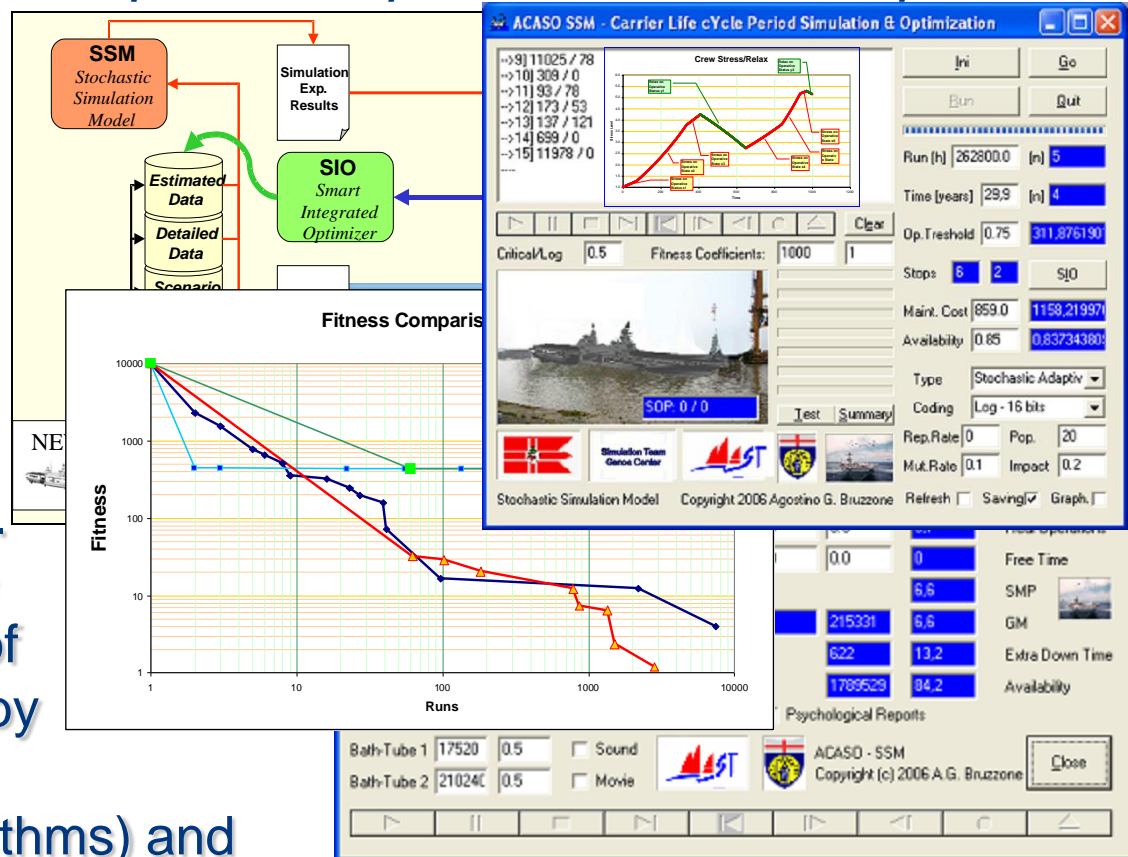 ACASO SSM - Carrier Life cYcle Period Simulation & Optimization
SSM
Stochastic
Simulation
Model
Simulation
Exp.
Results
SIO
Smart
Integrated
Optimizer
Estimated
Data
Detailed
Data
Scenario
NE
-->9] 11025 / 78
-->10] 309 / 0
-->11] 93 / 78
-->12] 173 / 53
-->13] 137 / 121
-->14] 699 / 0
-->15] 11978 / 0
Crew Stress/Relax
Time
Clear
Critical/Log 0.5 Fitness Coefficients: 1000 1
SOP: 0 / 0
Test Summary
Simulation Team
Genoa Center
Stochastic Simulation Model Copyright 2006 Agostino G. Bruzzone
Ini Go
Run Quit
Run [h] 262800.0 [n] 5
Time [years] 29,9 [n] 4
Op.Treshold 0.75 311,876190
Stops 6 2 SIO
Maint. Cost 859.0 1158,21997
Availability 0.85 0,83734380
Type Stochastic Adaptiv
Coding Log - 16 bits
Rep.Rate 0 Pop. 20
Mut.Rate 0.1 Impact 0.2
Refresh Saving Graph.
Fitness Comparis
Fitness
10000
1000
100
10
1
1 10 100 1000 10000
Runs
of
by
ithms) and
0.0 0 Free Time
6,6 SMP
215331 6,6 GM
622 13,2 Extra Down Time
1789529 84,2 Availability
Psychological Reports
Bath-Tube 1 17520 0.5 Sound
Bath-Tube 2 21024 0.5 Movie
MAST
ACASO - SSM
Copyright (c) 2006 A.G. Bruzzone
Close